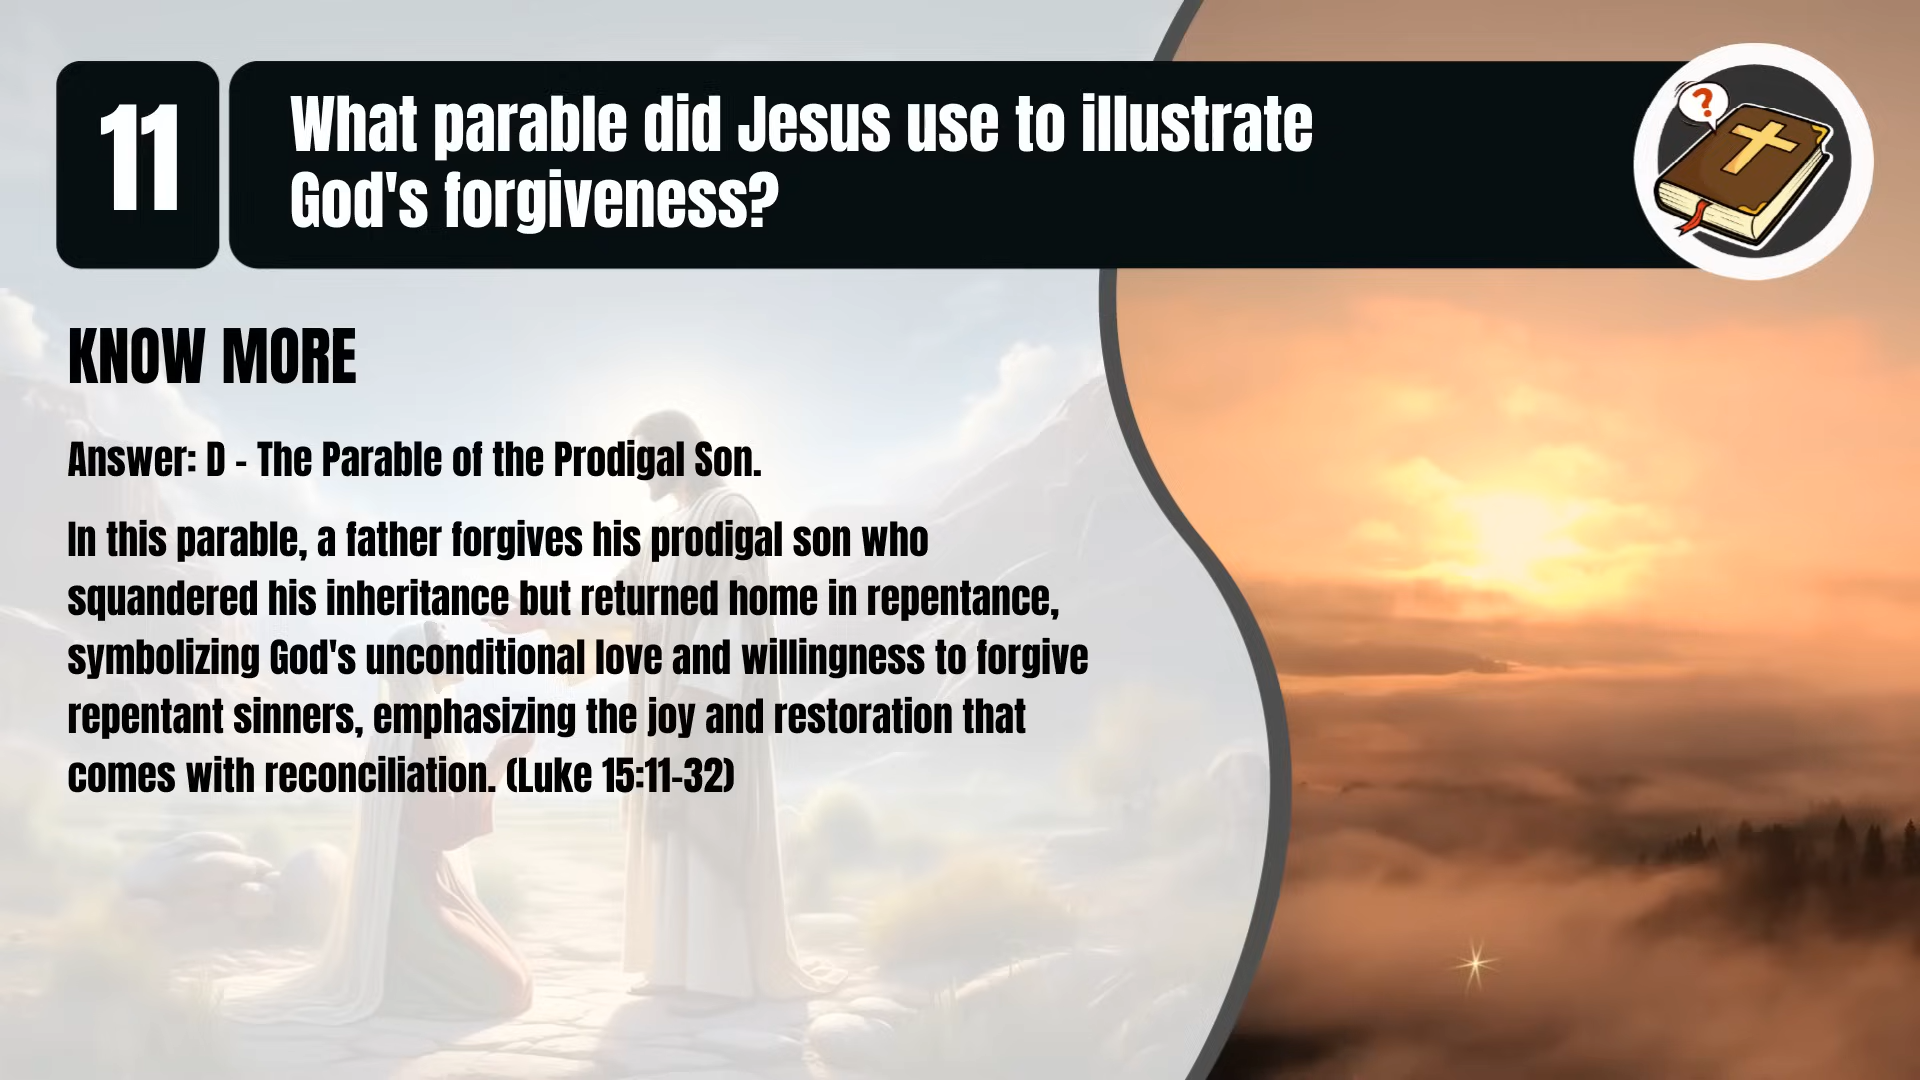 11
What parable did Jesus use to illustrate
God's forgiveness?
?
KNOW MORE
Answer: D - The Parable of the Prodigal Son.
In this parable, a father forgives his prodigal son who
squandered his inheritance but returned home in repentance,
symbolizing God's unconditional love and willingness to forgive
repentant sinners, emphasizing the joy and restoration that
comes with reconciliation. (Luke 15:11-32)